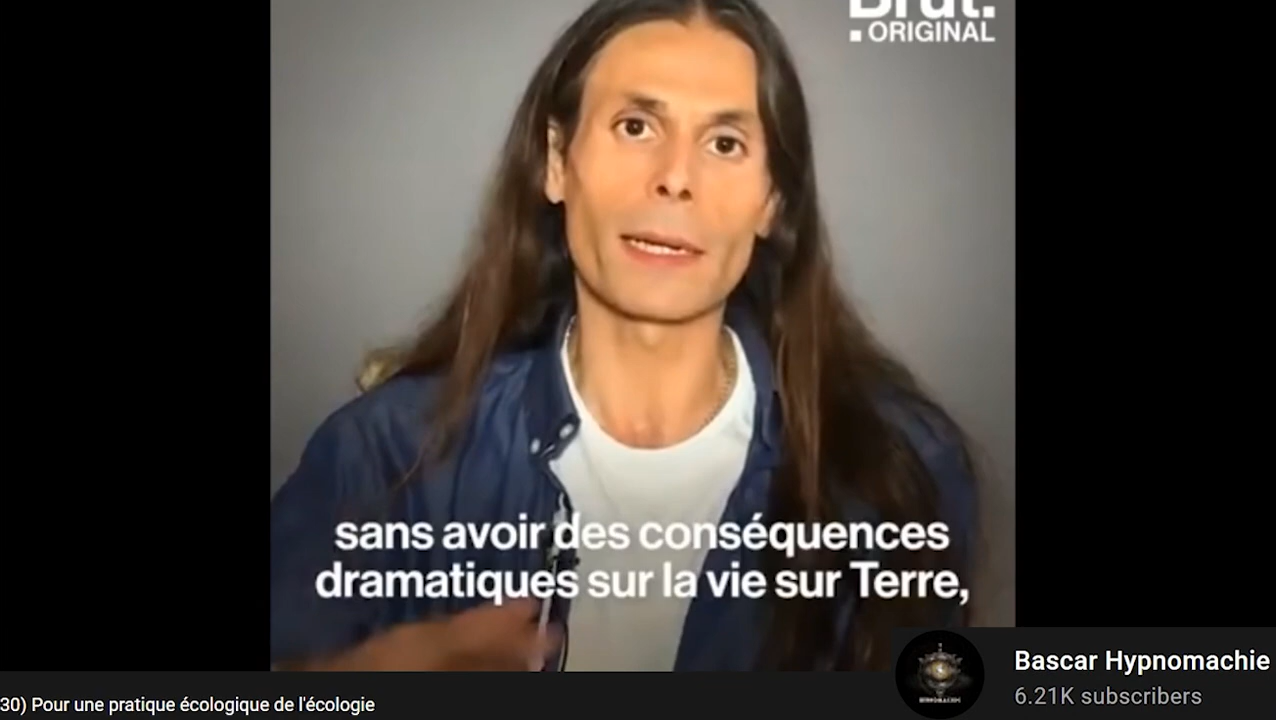 Brut.
ORIGINAL
sans avoir des conséquences
dramatiques sur la vie sur Terre,
Bascar Hypnomachie
6.21K subscribers
30) Pour une pratique écologique de l'écologie